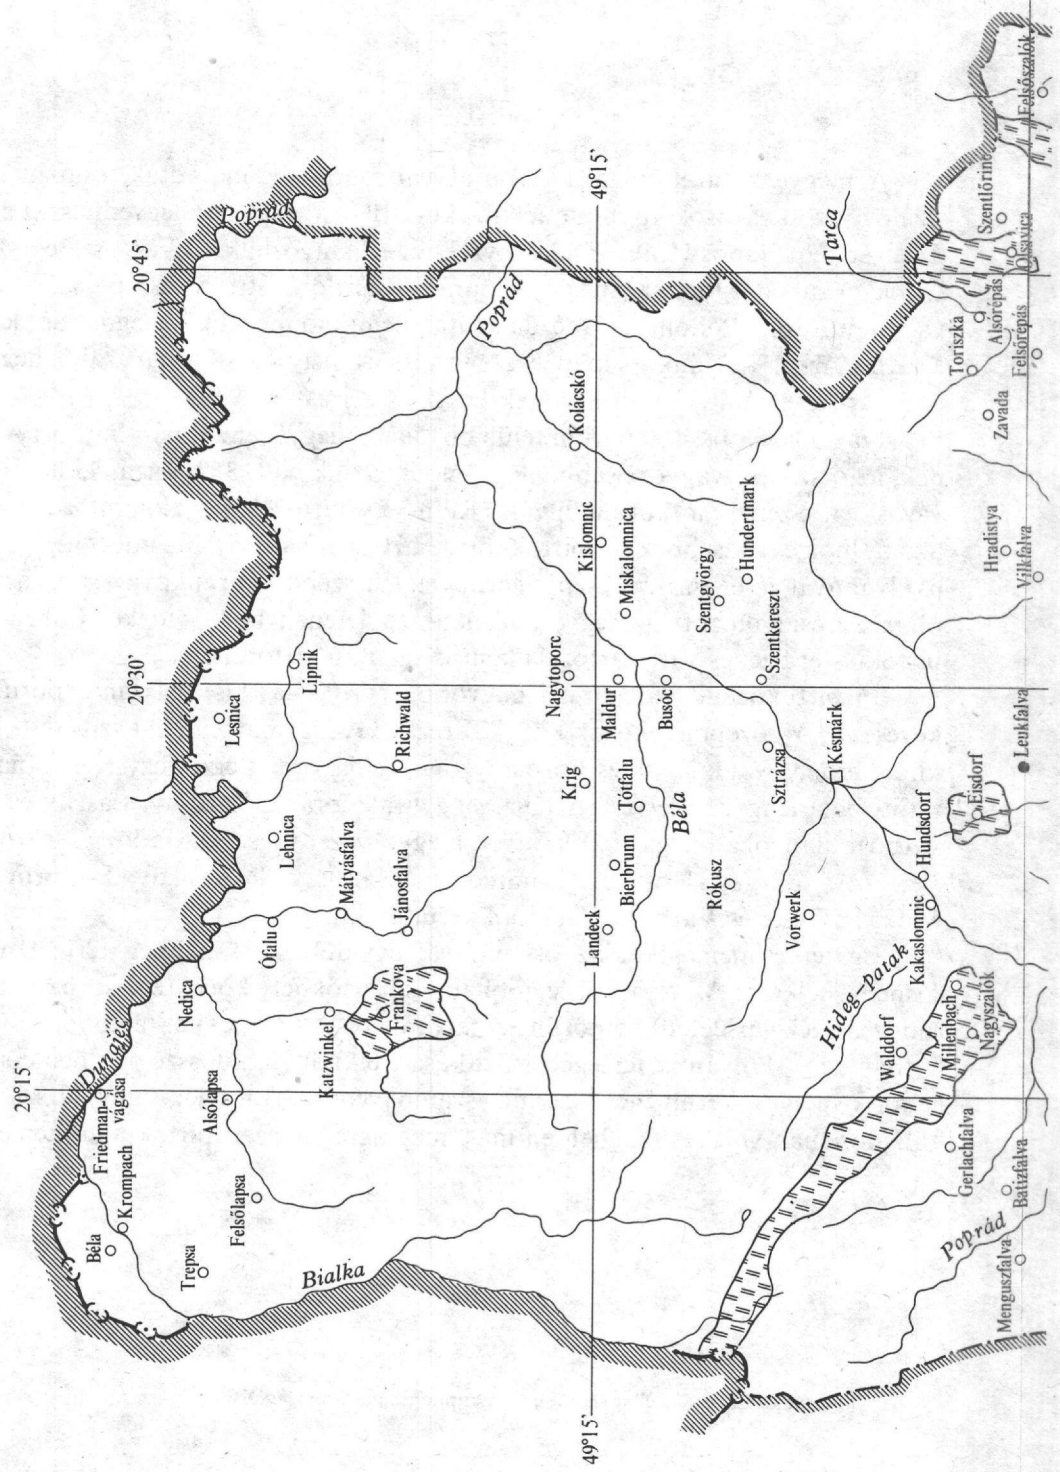 20°15'
20°30'
20°45'
49°15'
49°15'
Dunajec
Friedman-
vágása
Krompach
Béla
Trepsa
Alsólapsa
Felsőlapsa
Bialka
Nedica
Ófalu
Mátyásfalva
Jánosfalva
Katzwinkel
Frankova
Lehnica
Lesnica
Lipnik
Richwald
Poprád
Poprád
Kolácskó
Kislomnic
Miskalomnica
Hundertmark
Szentgyörgy
Szentkereszt
Nagytoporc
Maldur
Busóc
Krig
Tótfalu
Béla
Bierbrunn
Landeck
Rókusz
Vorwerk
Sztrázsa
Késmárk
Hundsdorf
Kakaslomnic
Eisdorf
Leukfalva
Hideg-patak
Walddorf
Millenbach
Nagyszálók
Gerlachfalva
Batizfalva
Menguszfalva
Poprád
Hradistya
Vilkfalva
Zavada
Toriszka
Alsórépás
Felsőrépás
Olsavica
Szentlőrinc
Felsőszalók
Tarca